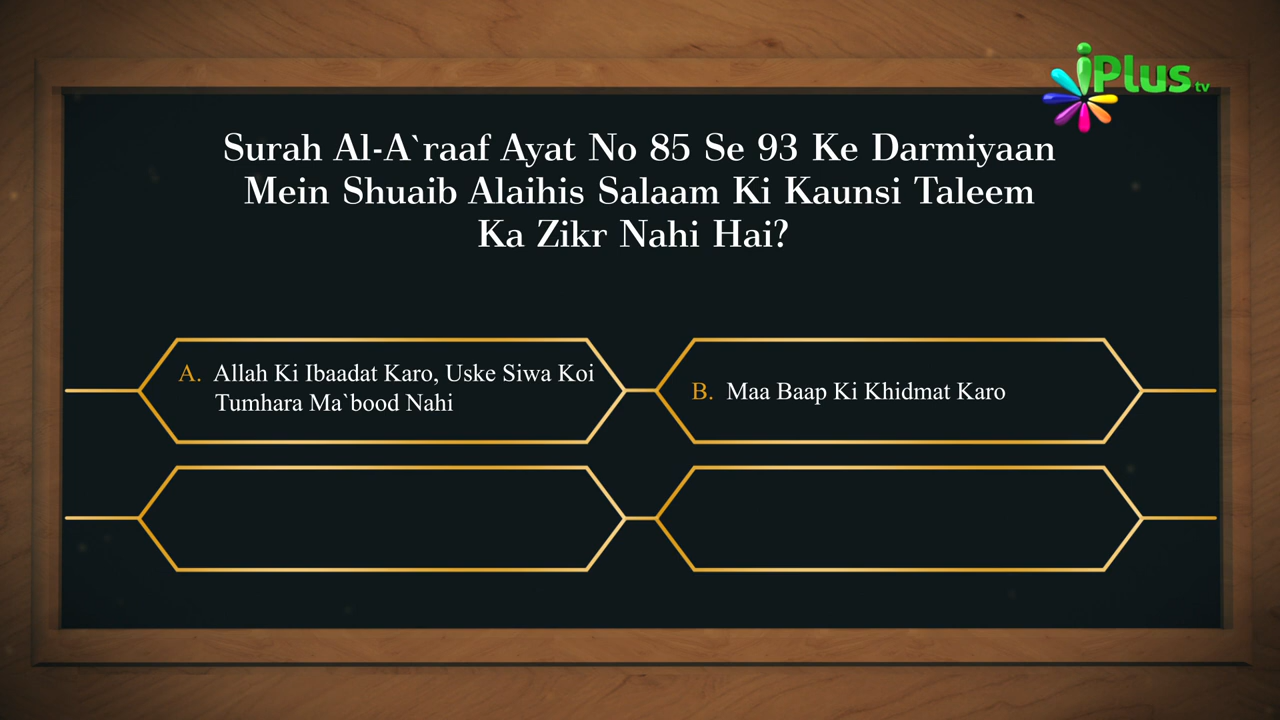 iPlus tv
Surah Al-A`raaf Ayat No 85 Se 93 Ke Darmiyaan
Mein Shuaib Alaihis Salaam Ki Kaunsi Taleem
Ka Zikr Nahi Hai?
A. Allah Ki Ibaadat Karo, Uske Siwa Koi
Tumhara Ma`bood Nahi
B. Maa Baap Ki Khidmat Karo